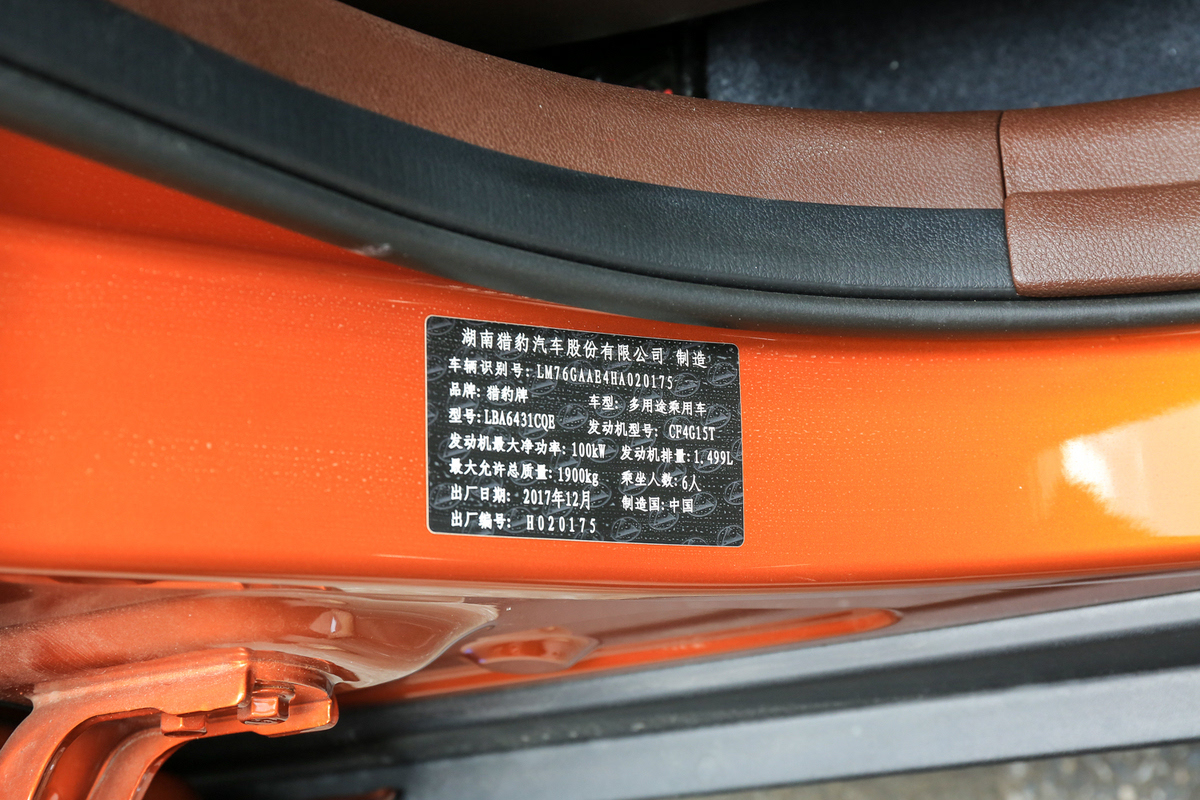 湖南猎豹汽车股份有限公司 制造
车辆识别号: LM76GAAE4HA020175
品牌: 猎豹牌 车型: 多用途乘用车
型号: LBA6431CQE 发动机型号: CF4G15T
发动机最大净功率: 100kW 发动机排量: 1.499L
最大允许总质量: 1900kg 乘坐人数: 6人
出厂日期: 2017年12月 制造国: 中国
出厂编号: H020175